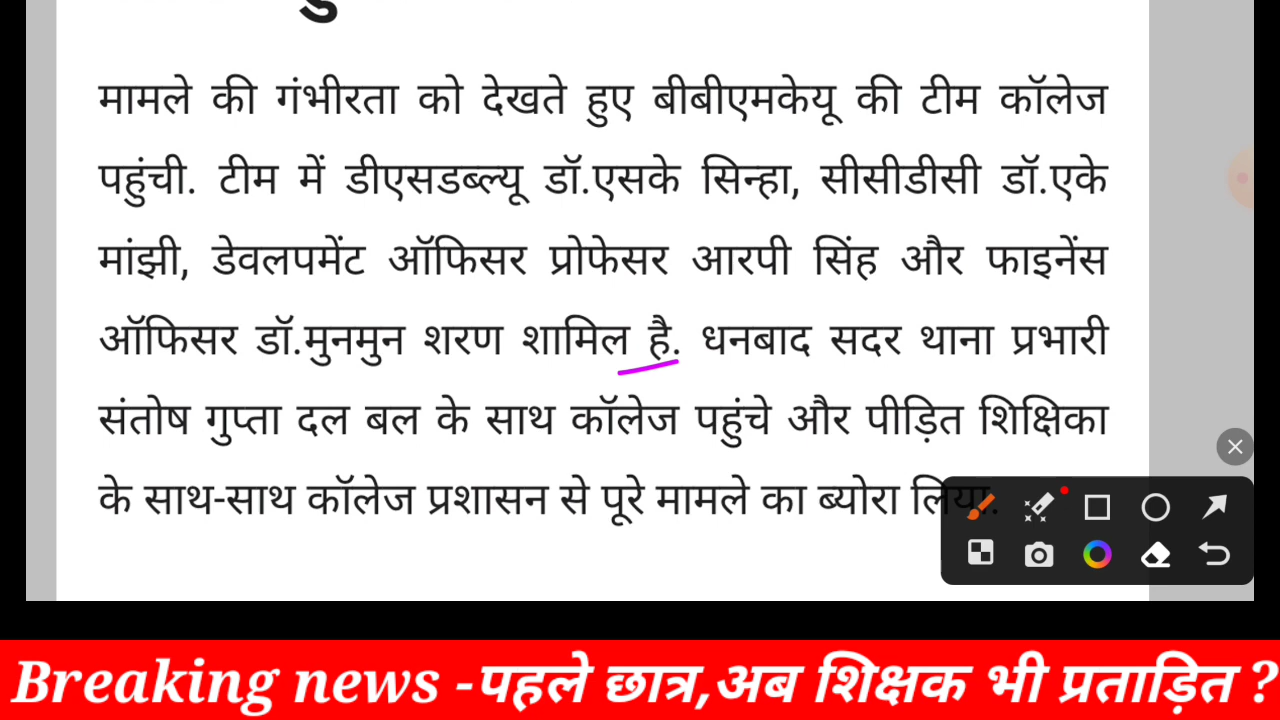 मामले की गंभीरता को देखते हुए बीबीएमकेयू की टीम कॉलेज
पहुंची. टीम में डीएसडब्ल्यू डॉ.एसके सिन्हा, सीसीडीसी डॉ.एके
मांझी, डेवलपमेंट ऑफिसर प्रोफेसर आरपी सिंह और फाइनेंस
ऑफिसर डॉ.मुनमुन शरण शामिल है. धनबाद सदर थाना प्रभारी
संतोष गुप्ता दल बल के साथ कॉलेज पहुंचे और पीड़ित शिक्षिका
के साथ-साथ कॉलेज प्रशासन से पूरे मामले का ब्योरा लिया.
Breaking news -पहले छात्र,अब शिक्षक भी प्रताड़ित ?